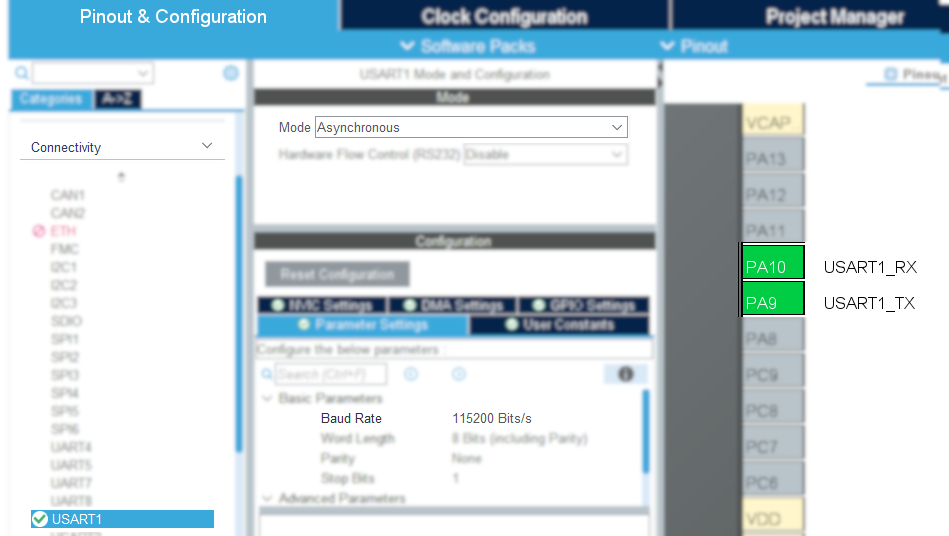 Pinout & Configuration
Clock Configuration
Project Manager
Software Packs
Pinout
USART1 Mode and Configuration
Categories
A->Z
Mode
Mode Asynchronous
Hardware Flow Control (RS232) Disable
Connectivity
CAN1
CAN2
ETH
FMC
I2C1
I2C2
I2C3
SDIO
SPI1
SPI2
SPI3
SPI4
SPI5
SPI6
UART4
UART5
UART7
UART8
USART1
Configuration
Reset Configuration
NVIC Settings
DMA Settings
GPIO Settings
Parameter Settings
User Constants
Configure the below parameters :
Search (Ctrl+F)
Basic Parameters
Baud Rate 115200 Bits/s
Word Length 8 Bits (including Parity)
Parity None
Stop Bits 1
Advanced Parameters
VCAP
PA13
PA12
PA11
PA10 USART1_RX
PA9 USART1_TX
PA8
PC9
PC8
PC7
PC6
VDD